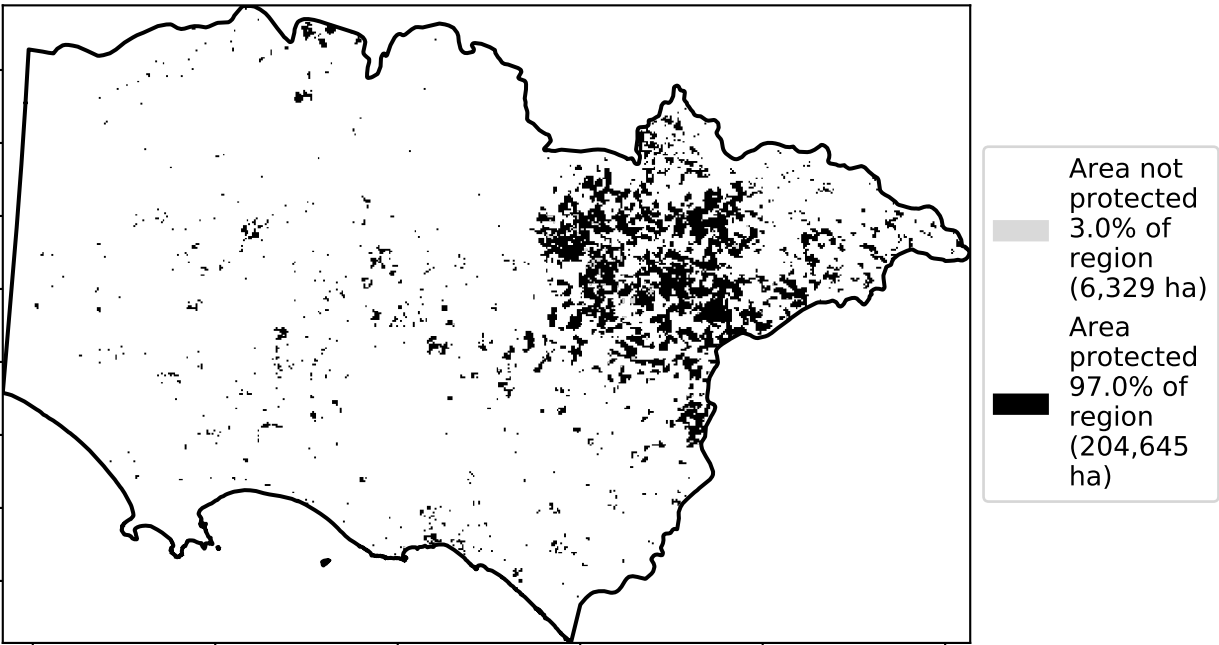 Area not
protected
3.0% of
region
(6,329 ha)
Area
protected
97.0% of
region
(204,645
ha)